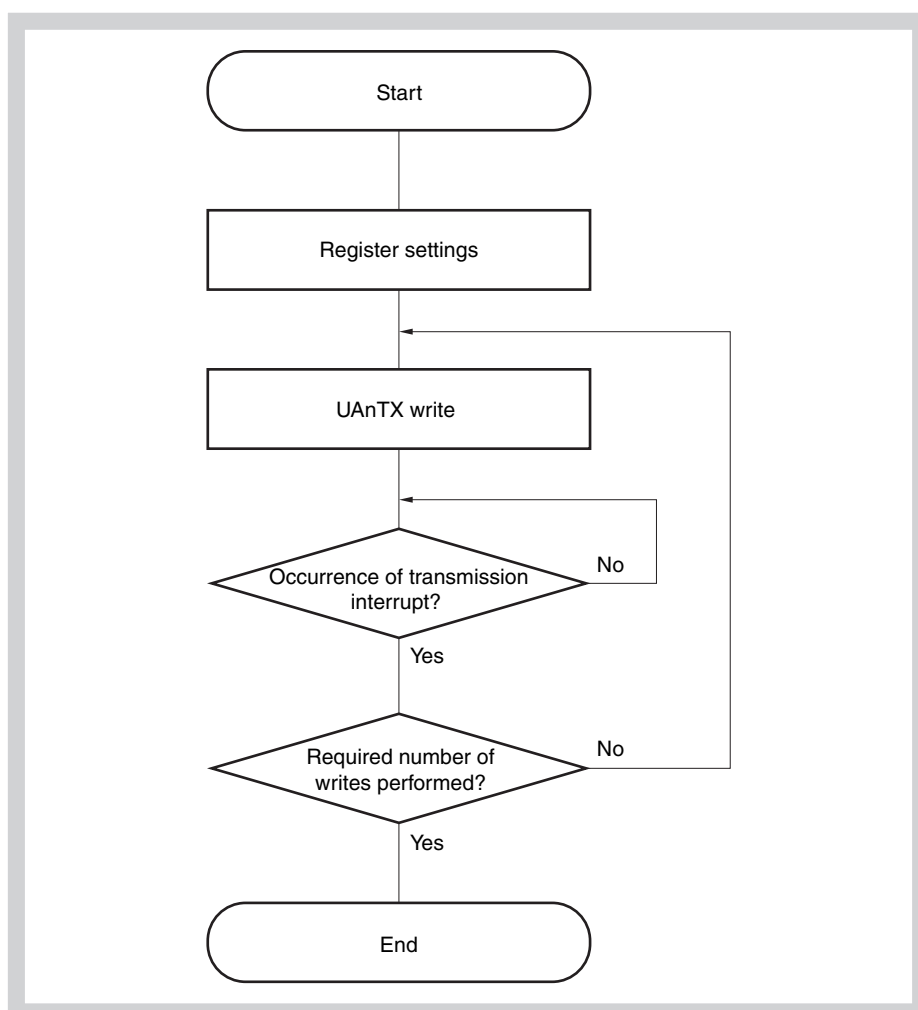 Start
Register settings
UAnTX write
Occurrence of transmission
interrupt?
No
Yes
Required number of
writes performed?
No
Yes
End